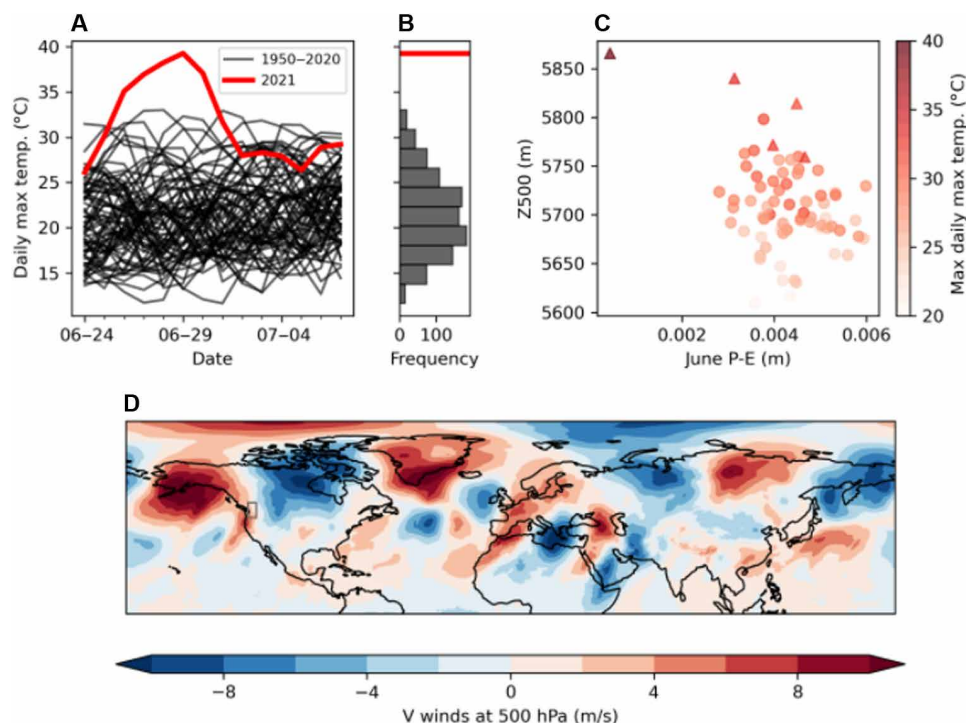 A
B
C
Daily max temp. (°C)
40
35
30
25
20
15
1950−2020
2021
06−24
06−29
07−04
Date
0
100
Frequency
Z500 (m)
5850
5800
5750
5700
5650
5600
0.002
0.004
0.006
June P-E (m)
40
35
30
25
20
Max daily max temp. (°C)
D
−8
−4
0
4
8
V winds at 500 hPa (m/s)